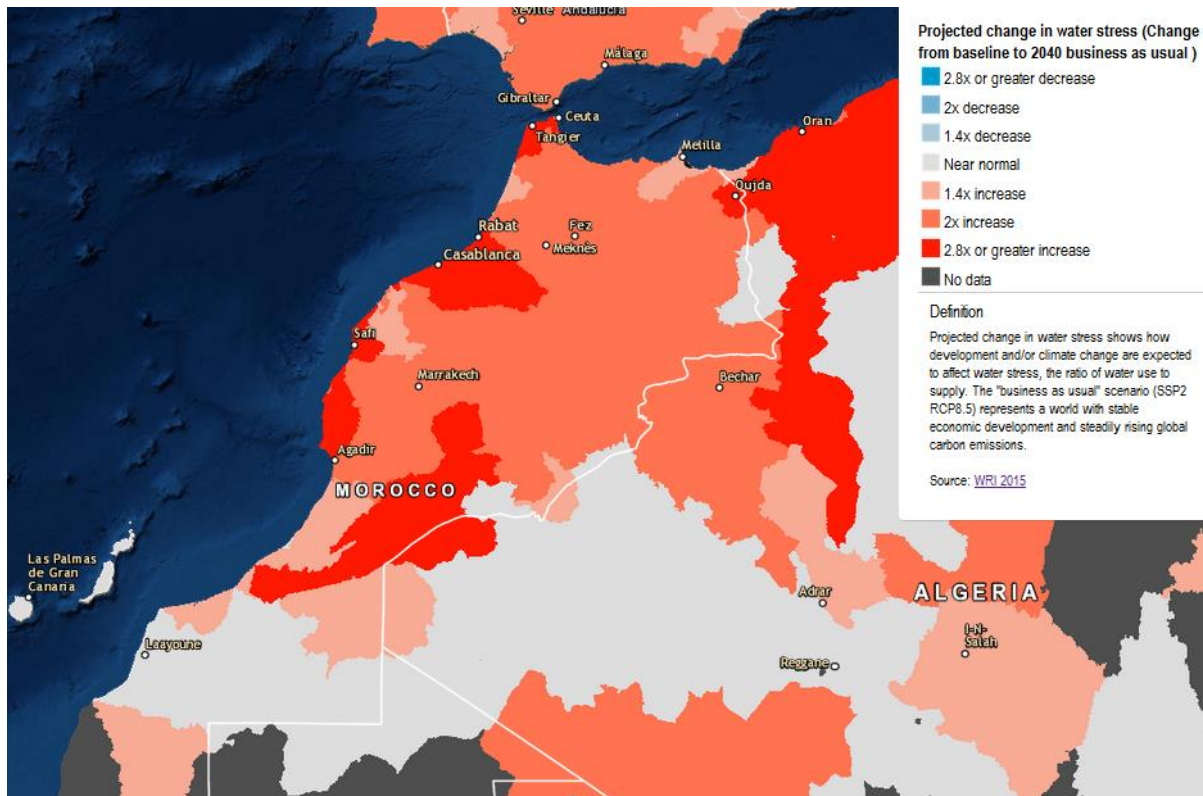 Seville Andalucía
Málaga
Gibraltar
Ceuta
Tangier
Oran
Melilla
Oujda
Rabat
Fez
Meknès
Casablanca
Safi
Marrakech
Bechar
Agadir
MOROCCO
Las Palmas
de Gran
Canaria
Adrar
ALGERIA
I-N-
Salah
Laayoune
Reggane
Projected change in water stress (Change
from baseline to 2040 business as usual )
2.8x or greater decrease
2x decrease
1.4x decrease
Near normal
1.4x increase
2x increase
2.8x or greater increase
No data
Definition
Projected change in water stress shows how
development and/or climate change are expected
to affect water stress, the ratio of water use to
supply. The "business as usual" scenario (SSP2
RCP8.5) represents a world with stable
economic development and steadily rising global
carbon emissions.
Source: WRI 2015